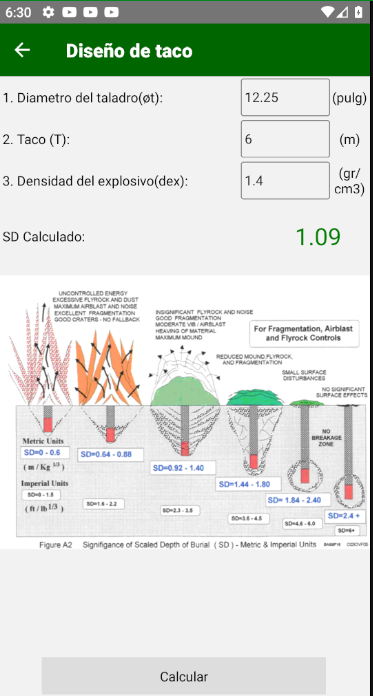 6:30
Diseño de taco
1. Diametro del taladro(øt):
12.25
(pulg)
2. Taco (T):
6
(m)
3. Densidad del explosivo(dex):
1.4
(gr/
cm3)
SD Calculado:
1.09
UNCONTROLLED ENERGY
EXCESSIVE FLYROCK AND DUST
MAXIMUM AIRBLAST AND NOISE
EXCELLENT FRAGMENTATION
GOOD CRATERS - NO FALLBACK
INSIGNIFICANT FLYROCK AND NOISE
GOOD FRAGMENTATION
MODERATE VIB / AIRBLAST
HEAVING OF MATERIAL
MAXIMUM MOUND
For Fragmentation, Airblast
and Flyrock Controls
REDUCED MOUND, FLYROCK,
AND FRAGMENTATION
SMALL SURFACE
DISTURBANCES
NO SIGNIFICANT
SURFACE EFFECTS
NO
BREAKAGE
ZONE
Metric Units
SD=0 - 0.6
( m / Kg 1/3 )
Imperial Units
SD=0 - 1.5
( ft / lb 1/3 )
SD=0.64 - 0.88
SD=1.6 - 2.2
SD=0.92 - 1.40
SD=2.3 - 3.5
SD=1.44 - 1.80
SD=3.6 - 4.5
SD= 1.84 - 2.40
SD=4.6 - 6.0
SD=2.4 +
SD=6+
Figure A2 Signifigance of Scaled Depth of Burial ( SD ) - Metric & Imperial Units
Calcular